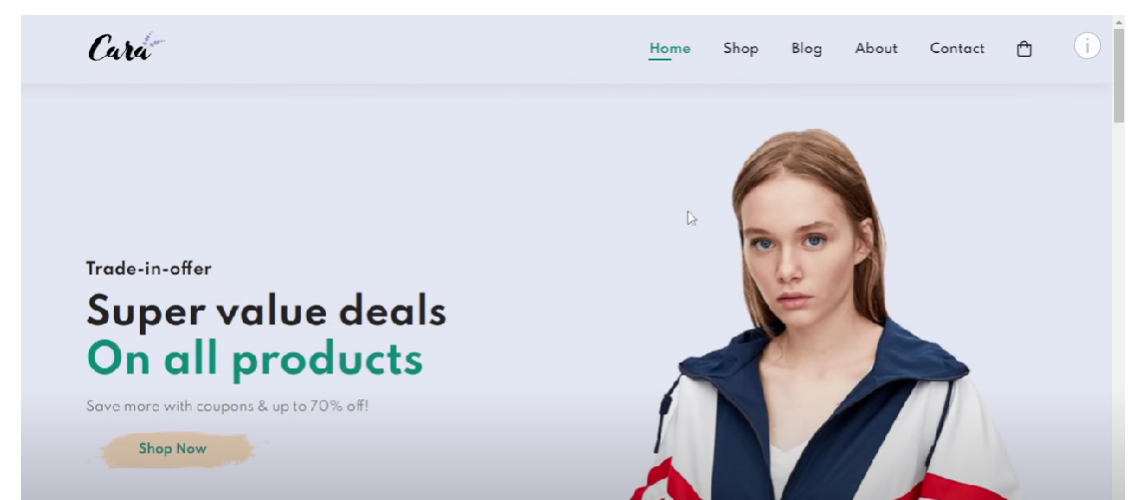 Cara
Home Shop Blog About Contact
i
Trade-in-offer
Super value deals
On all products
Save more with coupons & up to 70% off!
Shop Now